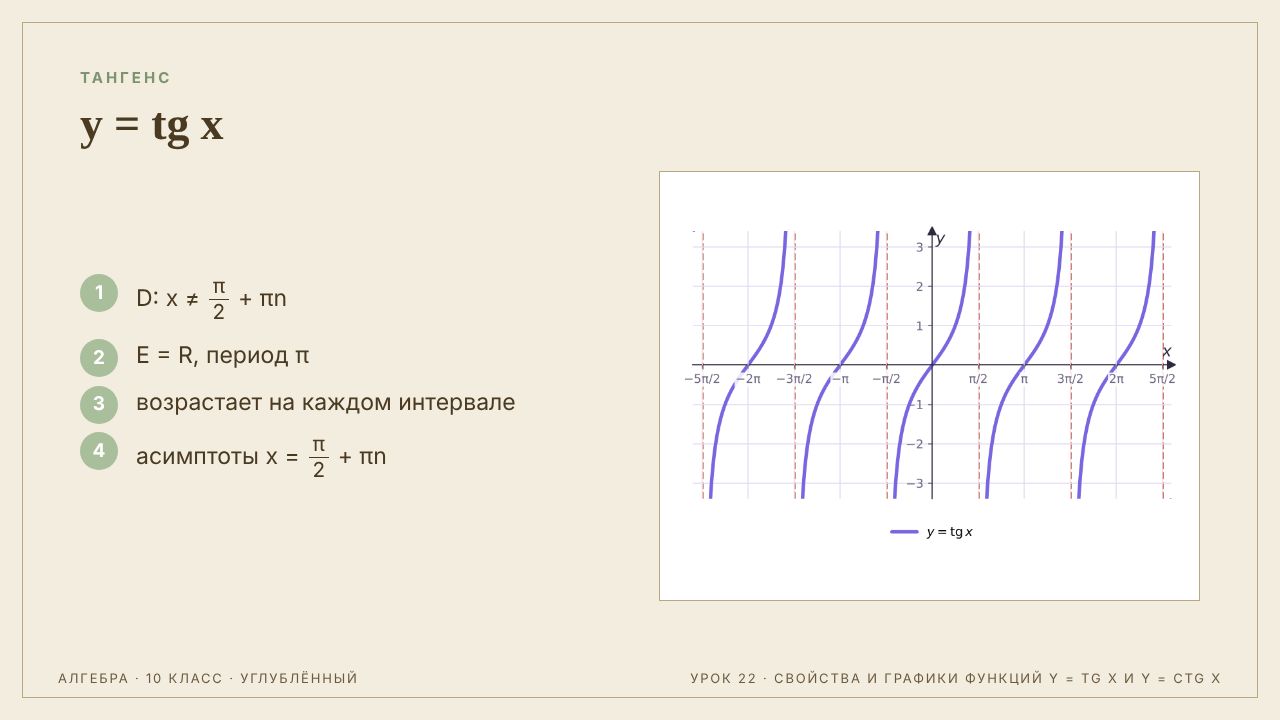 ТАНГЕНС
y = tg x
1 D: x ≠ π/2 + πn
2 E = R, период π
3 возрастает на каждом интервале
4 асимптоты x = π/2 + πn
y
3
2
1
x
−5π/2 −2π −3π/2 −π −π/2 π/2 π 3π/2 2π 5π/2
−1
−2
−3
y = tg x
АЛГЕБРА · 10 КЛАСС · УГЛУБЛЁННЫЙ
УРОК 22 · СВОЙСТВА И ГРАФИКИ ФУНКЦИЙ Y = TG X И Y = CTG X